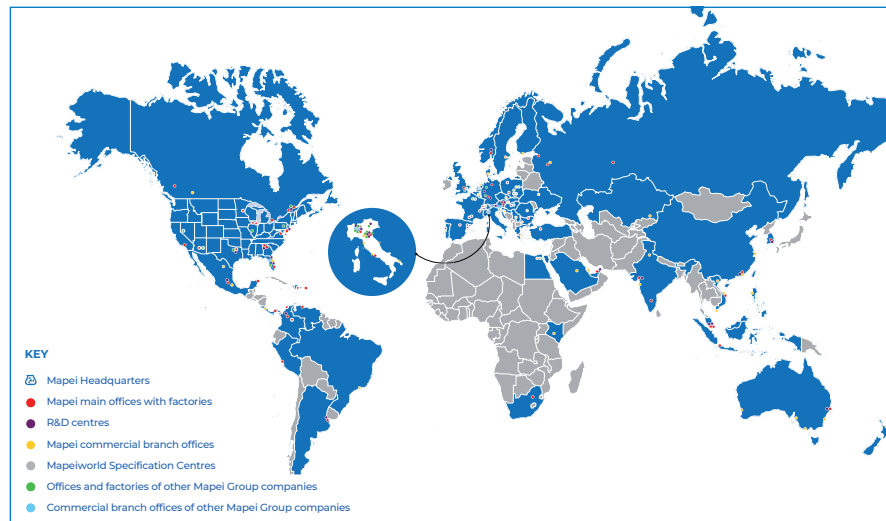 KEY
Mapei Headquarters
Mapei main offices with factories
R&D centres
Mapei commercial branch offices
Mapeiworld Specification Centres
Offices and factories of other Mapei Group companies
Commercial branch offices of other Mapei Group companies